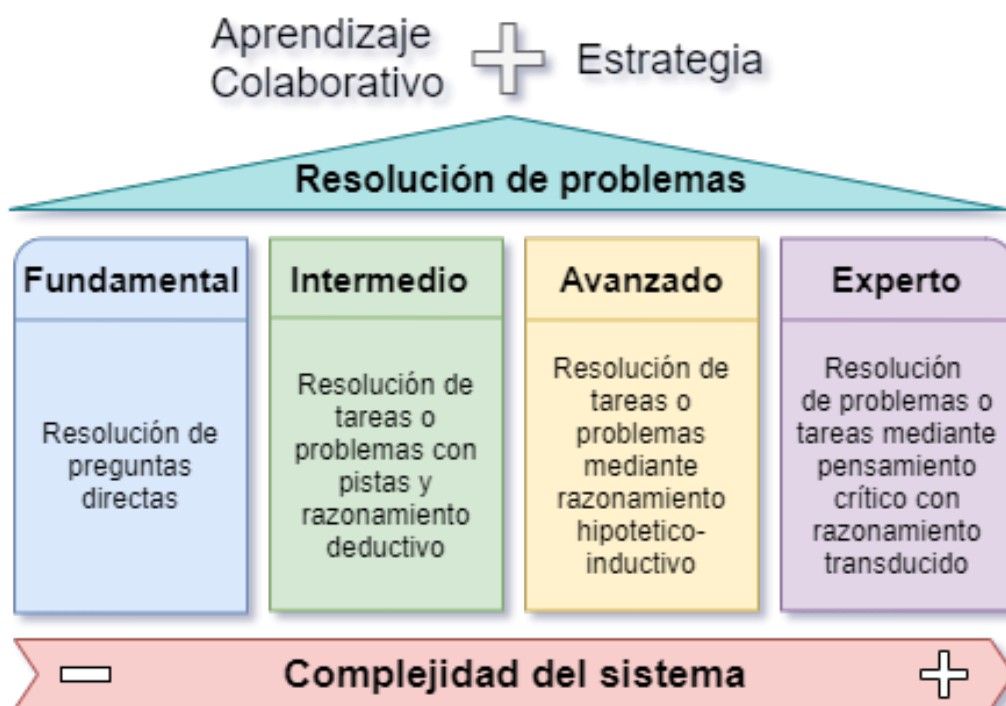 Aprendizaje
Colaborativo
Estrategia
Resolución de problemas
Fundamental
Resolución de
preguntas
directas
Intermedio
Resolución de
tareas o
problemas con
pistas y
razonamiento
deductivo
Avanzado
Resolución de
tareas o
problemas
mediante
razonamiento
hipotetico-
inductivo
Experto
Resolución
de problemas o
tareas mediante
pensamiento
crítico con
razonamiento
transducido
Complejidad del sistema